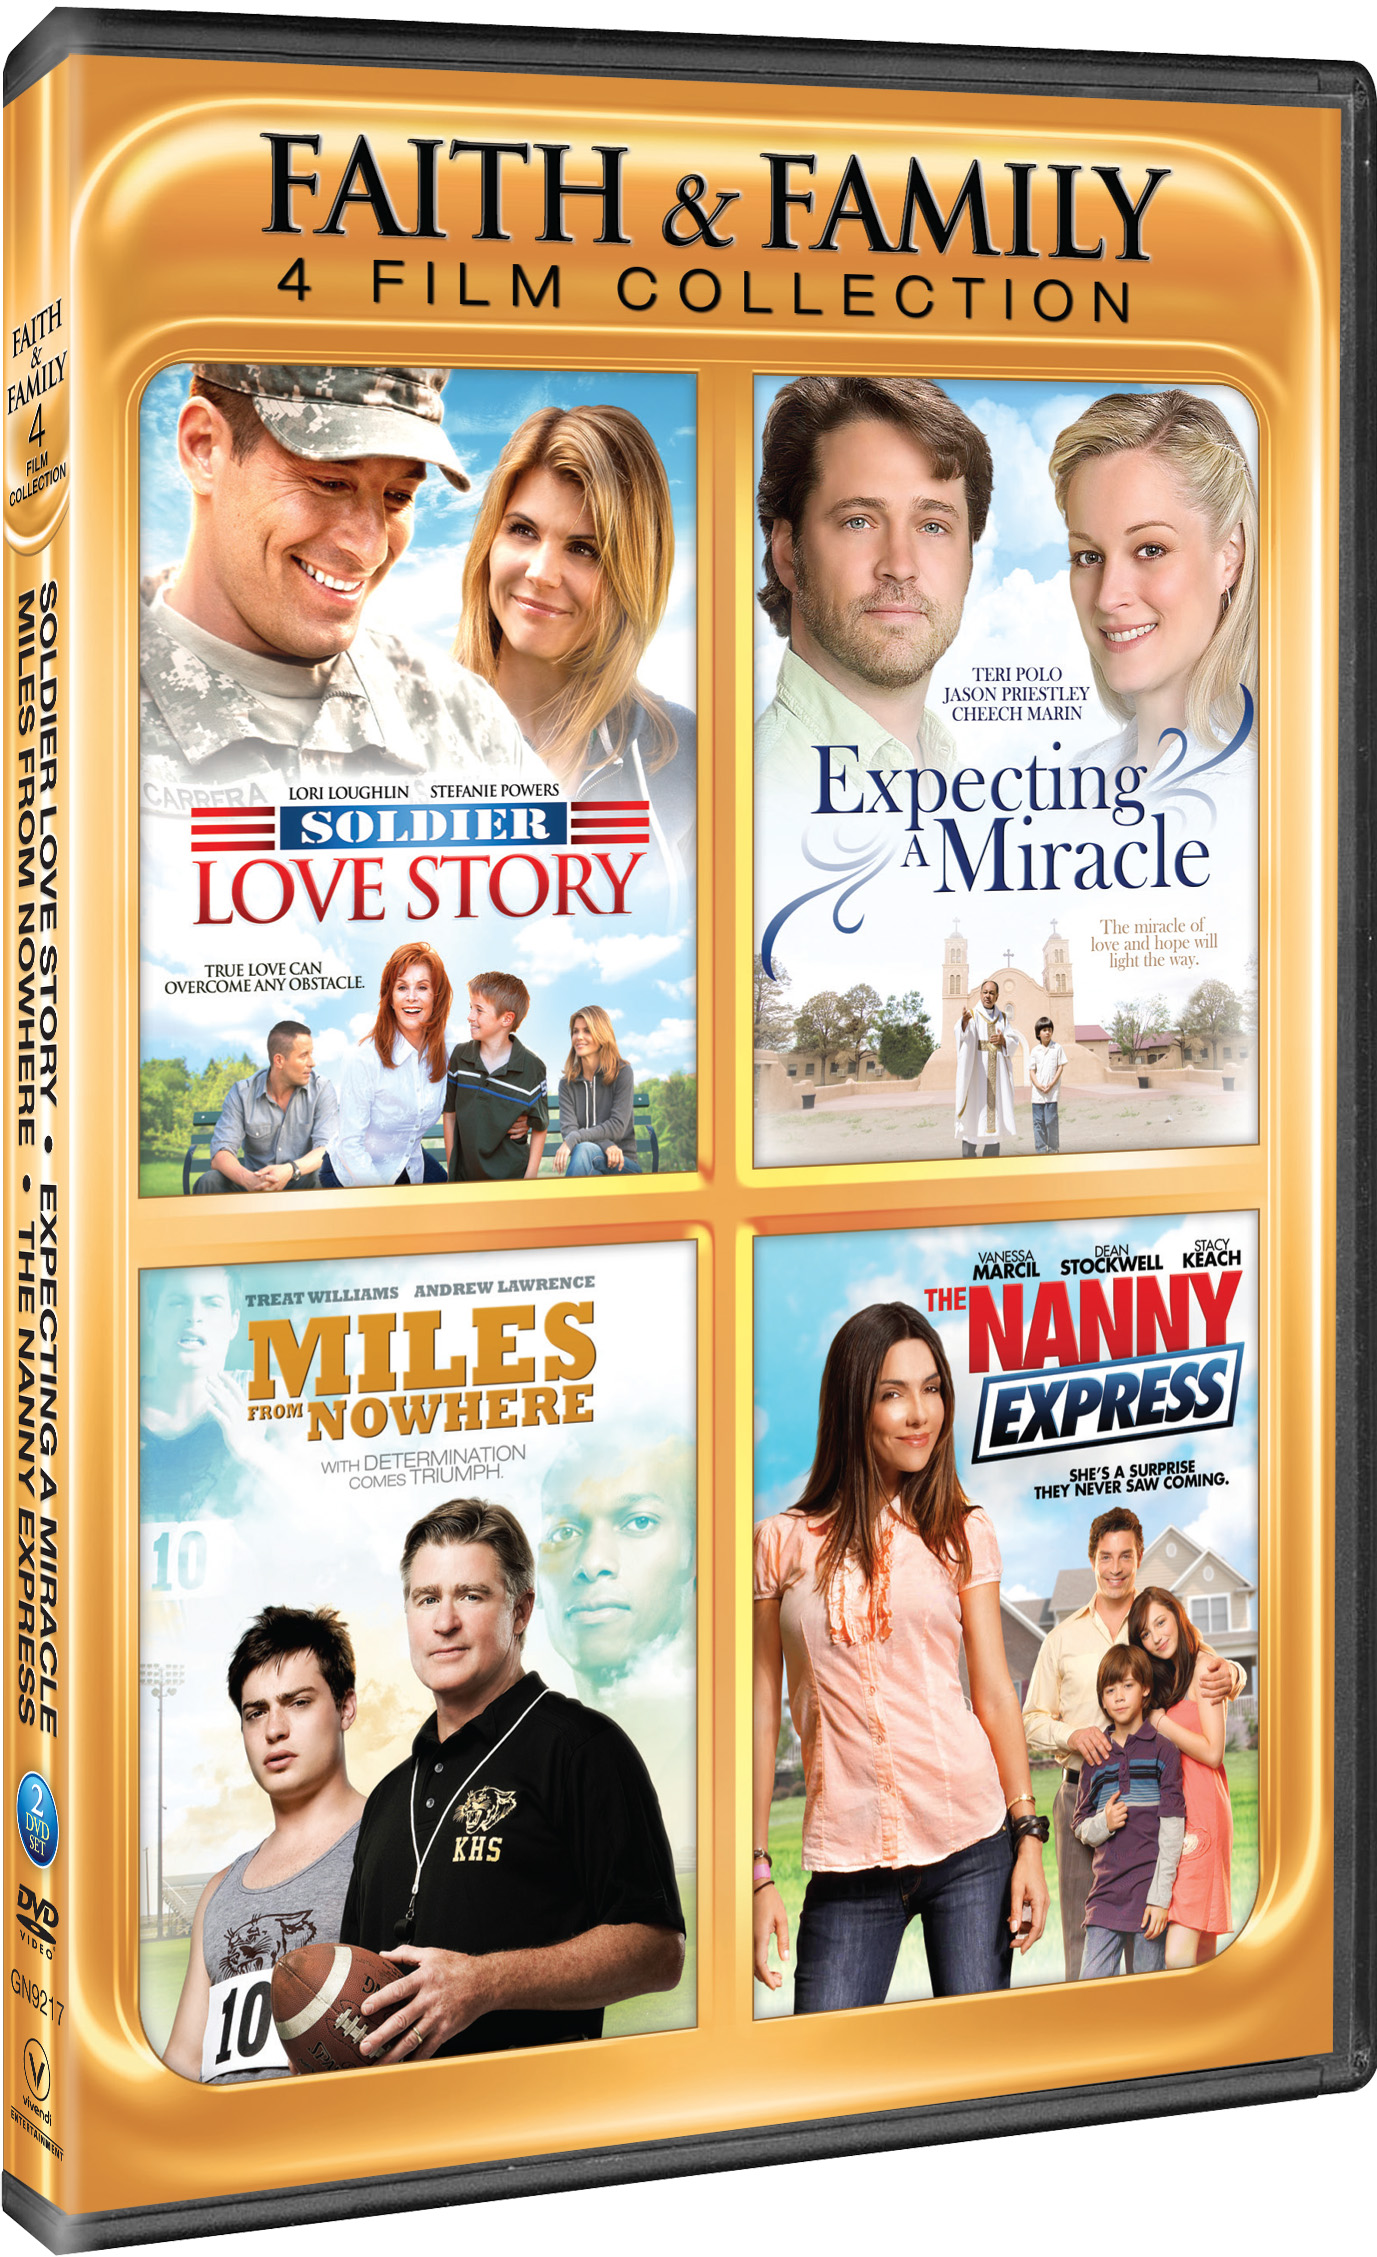 FAITH & FAMILY
4 FILM COLLECTION
FAITH
&
FAMILY
4
FILM
COLLECTION
SOLDIER LOVE STORY • EXPECTING A MIRACLE
MILES FROM NOWHERE • THE NANNY EXPRESS
2
DVD
SET
DVD
VIDEO
GN9217
V
vivendi
ENTERTAINMENT
CARRERA
LORI LOUGHLIN STEFANIE POWERS
SOLDIER
LOVE STORY
TRUE LOVE CAN
OVERCOME ANY OBSTACLE.
TERI POLO
JASON PRIESTLEY
CHEECH MARIN
Expecting
A Miracle
The miracle of
love and hope will
light the way.
TREAT WILLIAMS ANDREW LAWRENCE
MILES
FROM NOWHERE
WITH DETERMINATION
COMES TRIUMPH.
10
KHS
10
VANESSA MARCIL DEAN STOCKWELL STACY KEACH
THE NANNY
EXPRESS
SHE'S A SURPRISE
THEY NEVER SAW COMING.